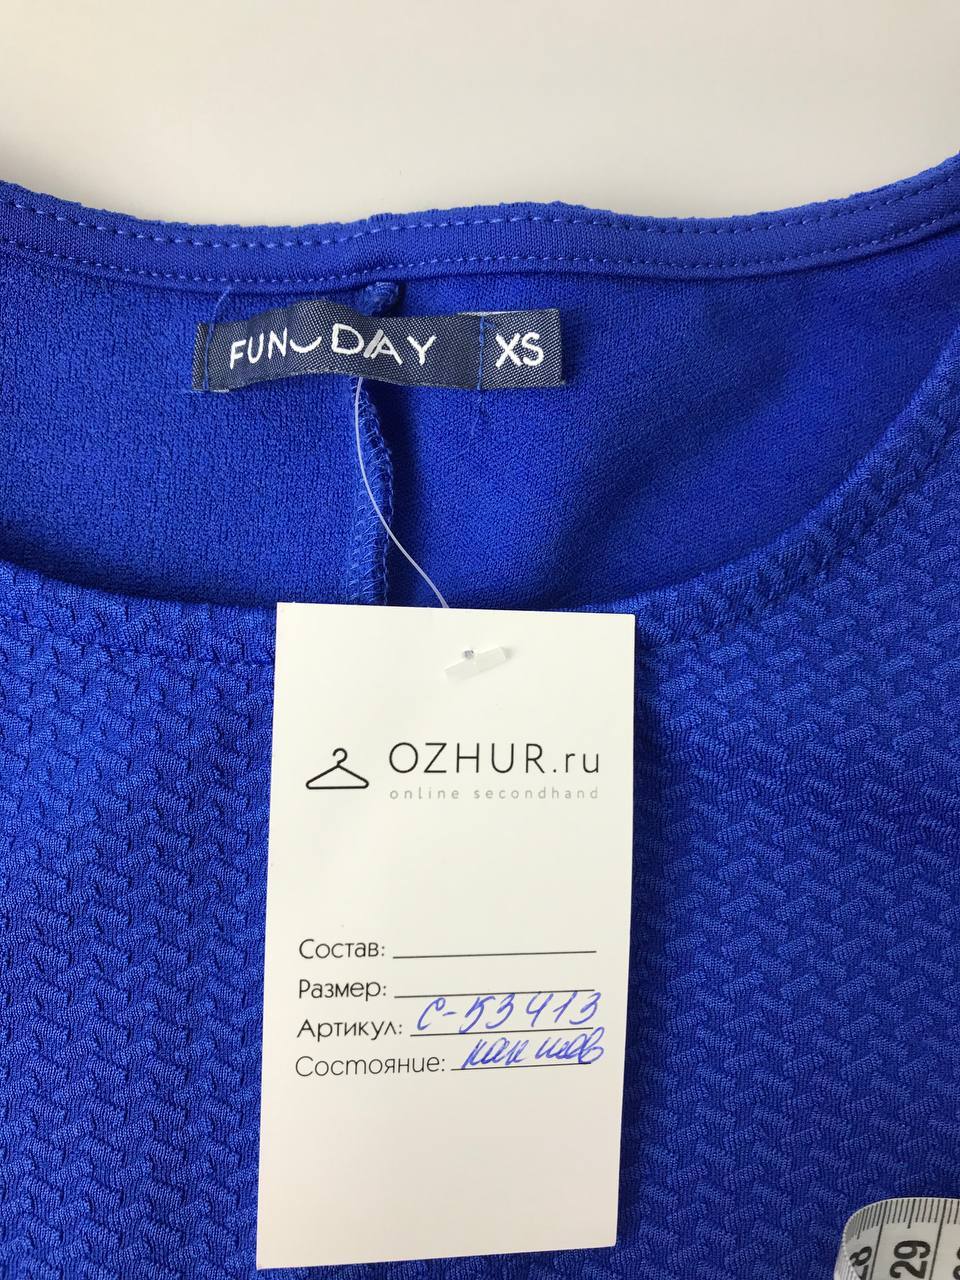 FUN DAY XS
OZHUR.ru
online secondhand
Состав:
Размер:
Артикул: С-53413
Состояние: как нов
29